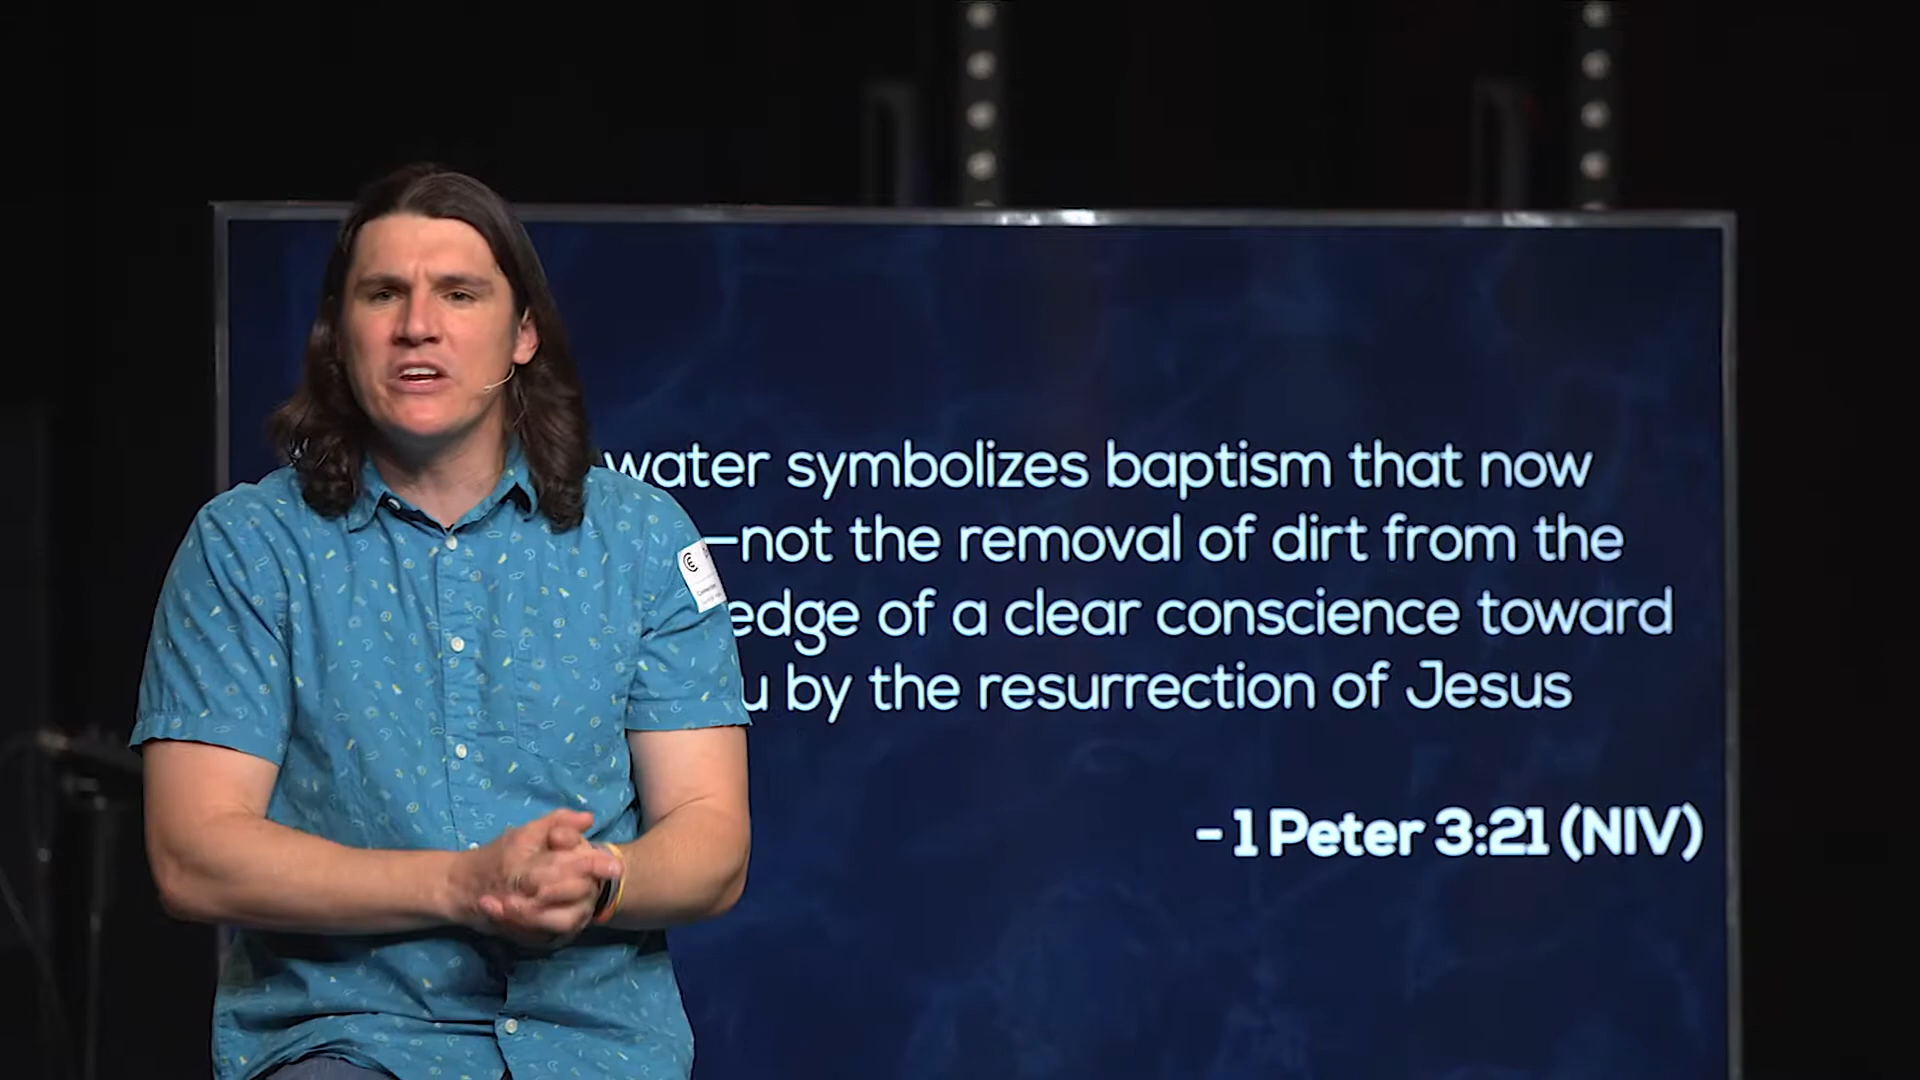 water symbolizes baptism that now
—not the removal of dirt from the
edge of a clear conscience toward
u by the resurrection of Jesus
- 1 Peter 3:21 (NIV)